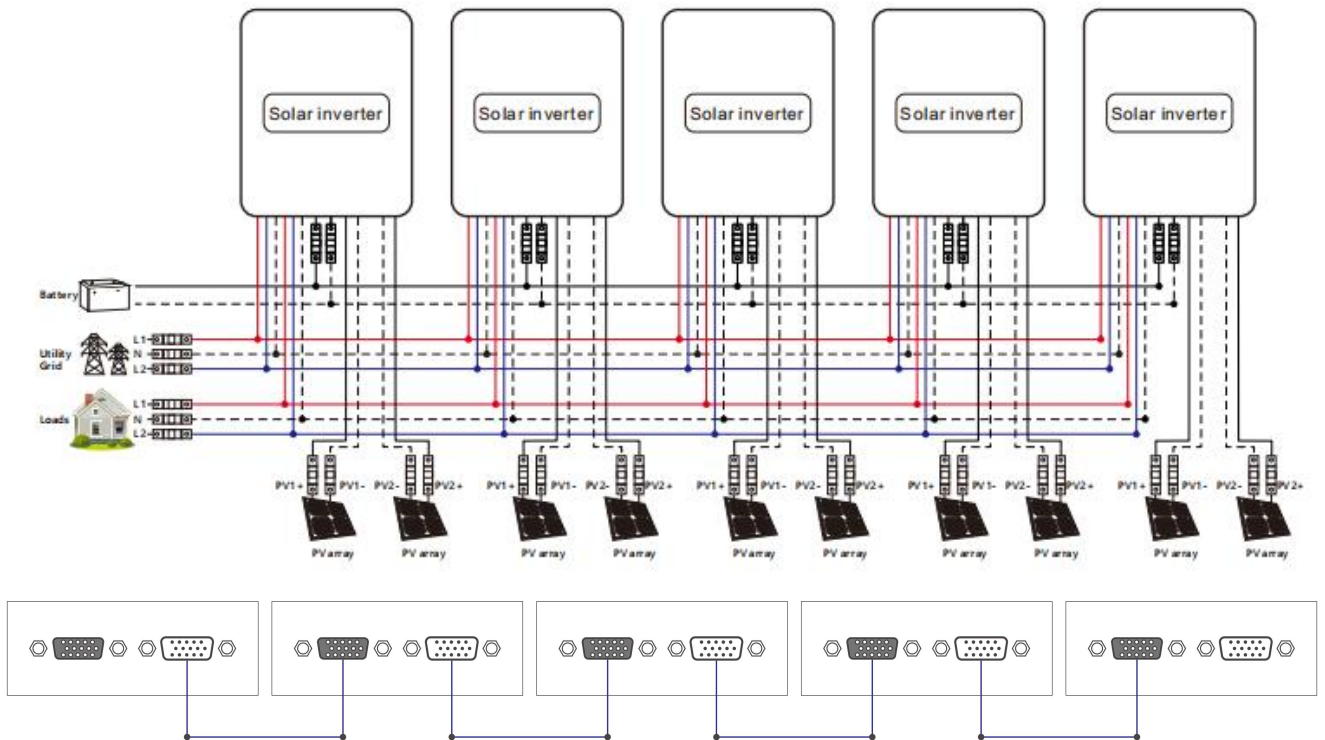 Solar inverter Solar inverter Solar inverter Solar inverter Solar inverter
Battery
L1
Utility N
Grid L2
L1
Loads N
L2
PV1+ PV1- PV2- PV2+ PV1+ PV1- PV2- PV2+ PV1+ PV1- PV2- PV2+ PV1+ PV1- PV2- PV2+ PV1+ PV1- PV2- PV2+
PV array PV array PV array PV array PV array PV array PV array PV array PV array PV array